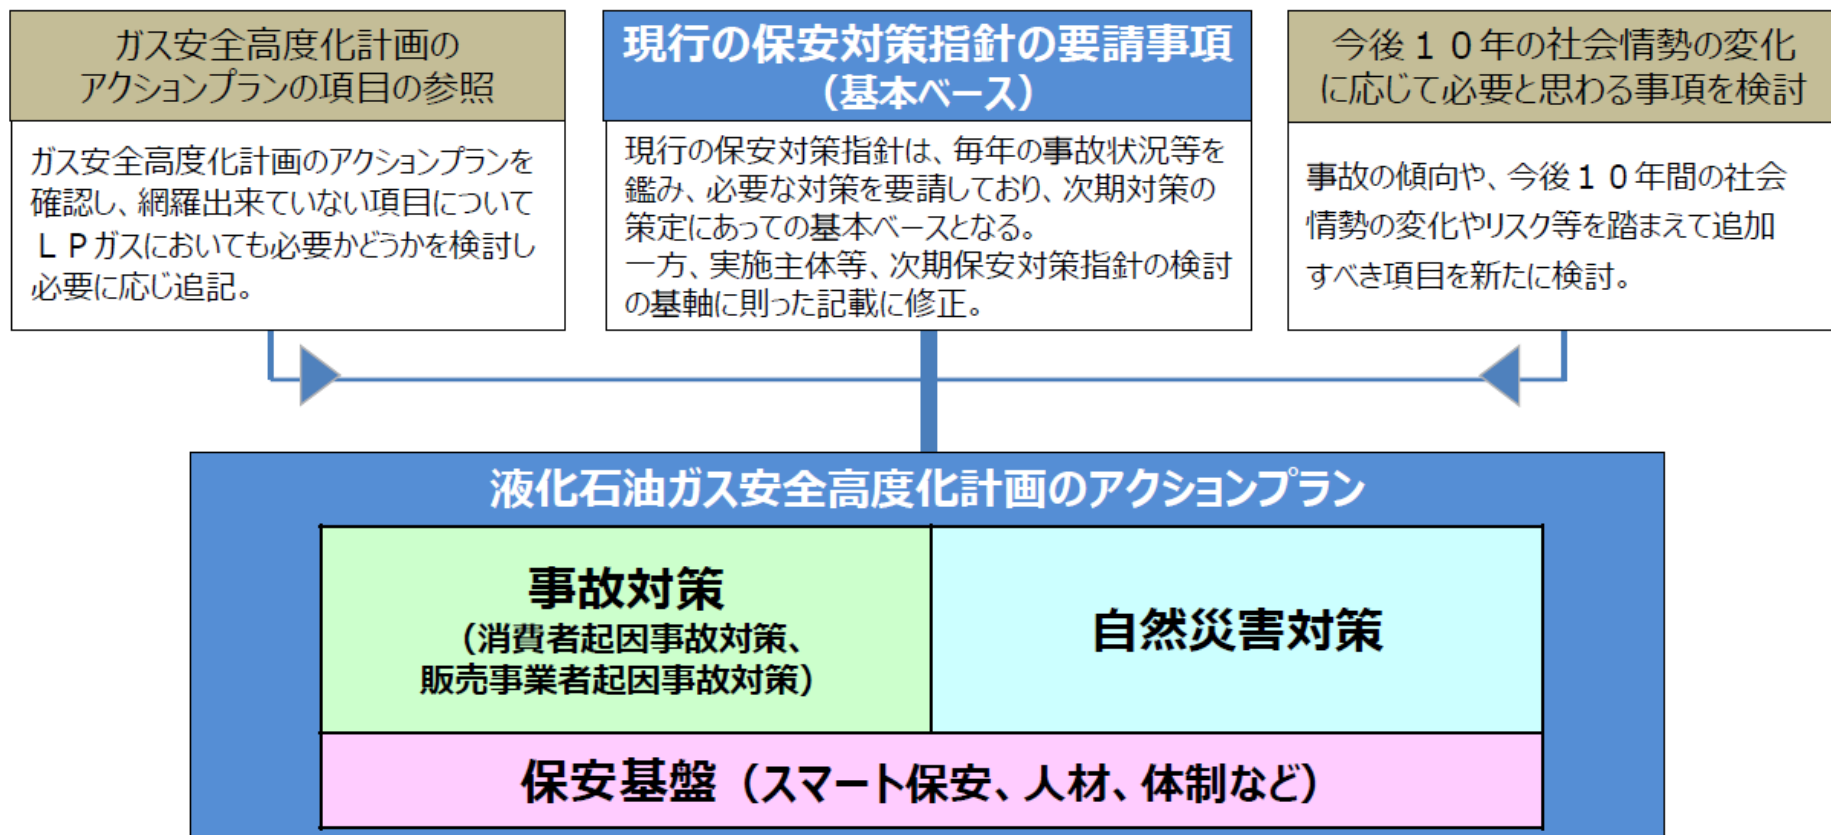 ガス安全高度化計画の
アクションプランの項目の参照
ガス安全高度化計画のアクションプランを
確認し、網羅出来ていない項目について
ＬＰガスにおいても必要かどうかを検討し
必要に応じ追記。
現行の保安対策指針の要請事項
（基本ベース）
現行の保安対策指針は、毎年の事故状況等を
鑑み、必要な対策を要請しており、次期対策の
策定にあっての基本ベースとなる。
一方、実施主体等、次期保安対策指針の検討
の基軸に則った記載に修正。
今後１０年の社会情勢の変化
に応じて必要と思わる事項を検討
事故の傾向や、今後１０年間の社会
情勢の変化やリスク等を踏まえて追加
すべき項目を新たに検討。
液化石油ガス安全高度化計画のアクションプラン
事故対策
（消費者起因事故対策、
販売事業者起因事故対策）
自然災害対策
保安基盤（スマート保安、人材、体制など）